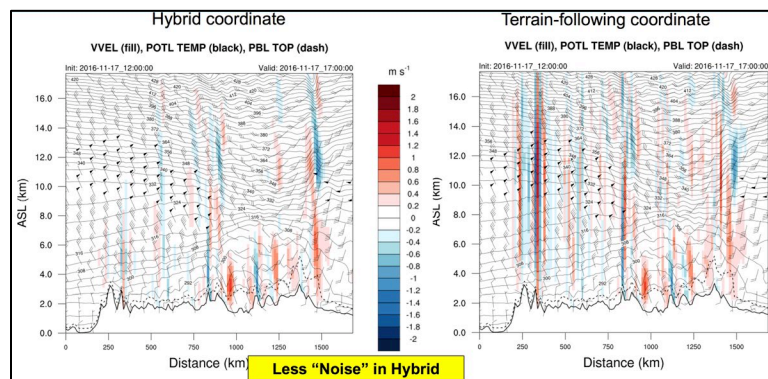 Hybrid coordinate
VVEL (fill), POTL TEMP (black), PBL TOP (dash)
Init: 2016-11-17_12:00:00 Valid: 2016-11-17_17:00:00
16.0
14.0
12.0
10.0
8.0
6.0
4.0
2.0
0.0
ASL (km)
0 250 500 750 1000 1250 1500
Distance (km)
m s⁻¹
2
1.8
1.6
1.4
1.2
1
0.8
0.6
0.4
0.2
0
-0.2
-0.4
-0.6
-0.8
-1
-1.2
-1.4
-1.6
-1.8
-2
Terrain-following coordinate
VVEL (fill), POTL TEMP (black), PBL TOP (dash)
Init: 2016-11-17_12:00:00 Valid: 2016-11-17_17:00:00
16.0
14.0
12.0
10.0
8.0
6.0
4.0
2.0
0.0
ASL (km)
0 250 500 750 1000 1250 1500
Distance (km)
Less “Noise” in Hybrid